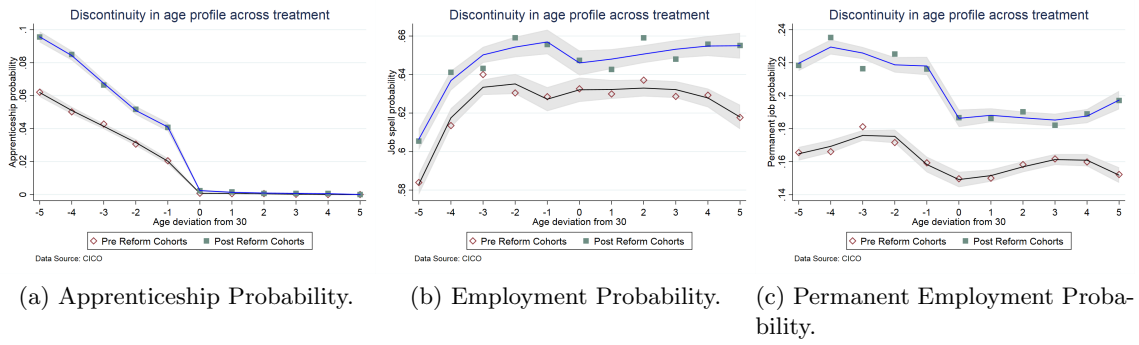 Discontinuity in age profile across treatment
Apprenticeship probability
.1
.08
.06
.04
.02
0
-5 -4 -3 -2 -1 0 1 2 3 4 5
Age deviation from 30
Pre Reform Cohorts Post Reform Cohorts
Data Source: CICO
(a) Apprenticeship Probability.
Discontinuity in age profile across treatment
Job spell probability
.66
.64
.62
.6
.58
-5 -4 -3 -2 -1 0 1 2 3 4 5
Age deviation from 30
Pre Reform Cohorts Post Reform Cohorts
Data Source: CICO
(b) Employment Probability.
Discontinuity in age profile across treatment
Permanent job probability
.24
.22
.2
.18
.16
.14
-5 -4 -3 -2 -1 0 1 2 3 4 5
Age deviation from 30
Pre Reform Cohorts Post Reform Cohorts
Data Source: CICO
(c) Permanent Employment Proba-
bility.